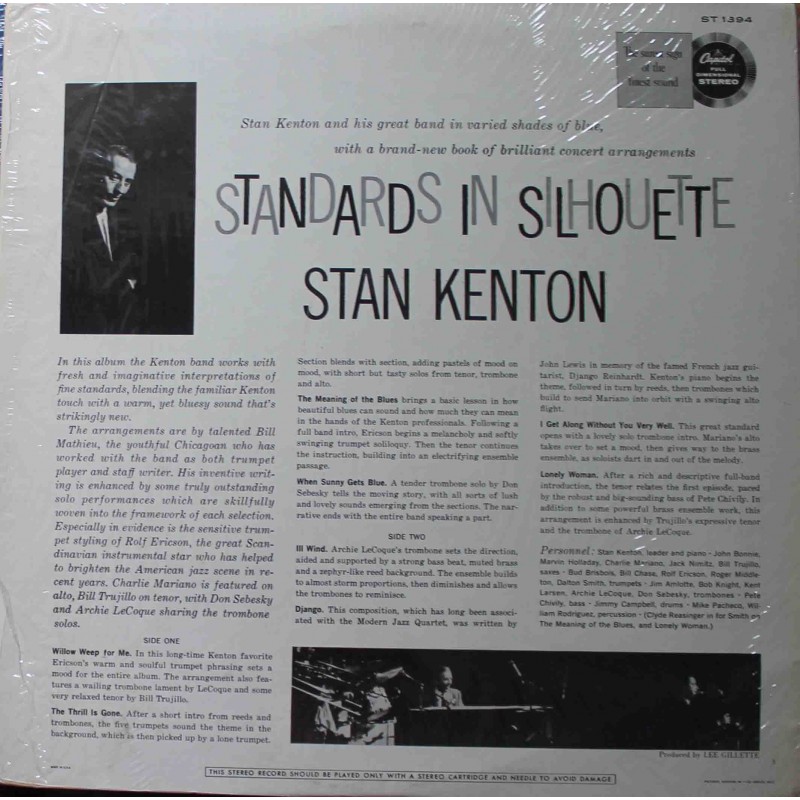 ST 1394
The sure sign
of the
finest sound
Capitol
FULL
DIMENSIONAL
STEREO
Stan Kenton and his great band in varied shades of blue,
with a brand-new book of brilliant concert arrangements
STANDARDS IN SILHOUETTE
STAN KENTON
In this album the Kenton band works with
fresh and imaginative interpretations of
fine standards, blending the familiar Kenton
touch with a warm, yet bluesy sound that's
strikingly new.
The arrangements are by talented Bill
Mathieu, the youthful Chicagoan who has
worked with the band as both trumpet
player and staff writer. His inventive writ-
ing is enhanced by some truly outstanding
solo performances which are skillfully
woven into the framework of each selection.
Especially in evidence is the sensitive trum-
pet styling of Rolf Ericson, the great Scan-
dinavian instrumental star who has helped
to brighten the American jazz scene in re-
cent years. Charlie Mariano is featured on
alto, Bill Trujillo on tenor, with Don Sebesky
and Archie LeCoque sharing the trombone
solos.
SIDE ONE
Willow Weep for Me. In this long-time Kenton favorite
Ericson's warm and soulful trumpet phrasing sets a
mood for the entire album. The arrangement also fea-
tures a wailing trombone lament by LeCoque and some
very relaxed tenor by Bill Trujillo.
The Thrill Is Gone. After a short intro from reeds and
trombones, the five trumpets sound the theme in the
background, which is then picked up by a lone trumpet.
Section blends with section, adding pastels of mood on
mood, with short but tasty solos from tenor, trombone
and alto.
The Meaning of the Blues brings a basic lesson in how
beautiful blues can sound and how much they can mean
in the hands of the Kenton professionals. Following a
full band intro, Ericson begins a melancholy and softly
swinging trumpet soliloquy. Then the tenor continues
the instruction, building into an electrifying ensemble
passage.
When Sunny Gets Blue. A tender trombone solo by Don
Sebesky tells the moving story, with all sorts of lush
and lovely sounds emerging from the sections. The nar-
rative ends with the entire band speaking a part.
SIDE TWO
Ill Wind. Archie LeCoque's trombone sets the direction,
aided and supported by a strong bass beat, muted brass
and a zephyr-like reed background. The ensemble builds
to almost storm proportions, then diminishes and allows
the trombones to reminisce.
Django. This composition, which has long been associ-
ated with the Modern Jazz Quartet, was written by
John Lewis in memory of the famed French jazz gui-
tarist, Django Reinhardt. Kenton's piano begins the
theme, followed in turn by reeds, then trombones which
build to send Mariano into orbit with a swinging alto
flight.
I Get Along Without You Very Well. This great standard
opens with a lovely solo trombone intro. Mariano's alto
takes over to set a mood, then gives way to the brass
ensemble, as soloists dart in and out of the melody.
Lonely Woman. After a rich and descriptive full-band
introduction, the tenor relates the first episode, paced
by the robust and big-sounding bass of Pete Chivily. In
addition to some powerful brass ensemble work, this
arrangement is enhanced by Trujillo's expressive tenor
and the trombone of Archie LeCoque.
Personnel: Stan Kenton, leader and piano · John Bonnie,
Marvin Holladay, Charlie Mariano, Jack Nimitz, Bill Trujillo,
saxes · Bud Brisbois, Bill Chase, Rolf Ericson, Roger Middle-
ton, Dalton Smith, trumpets · Jim Amlotte, Bob Knight, Kent
Larsen, Archie LeCoque, Don Sebesky, trombones · Pete
Chivily, bass · Jimmy Campbell, drums · Mike Pacheco, Wil-
liam Rodriguez, percussion · (Clyde Reasinger in for Smith on
The Meaning of the Blues, and Lonely Woman.)
Produced by LEE GILLETTE
THIS STEREO RECORD SHOULD BE PLAYED ONLY WITH A STEREO CARTRIDGE AND NEEDLE TO AVOID DAMAGE